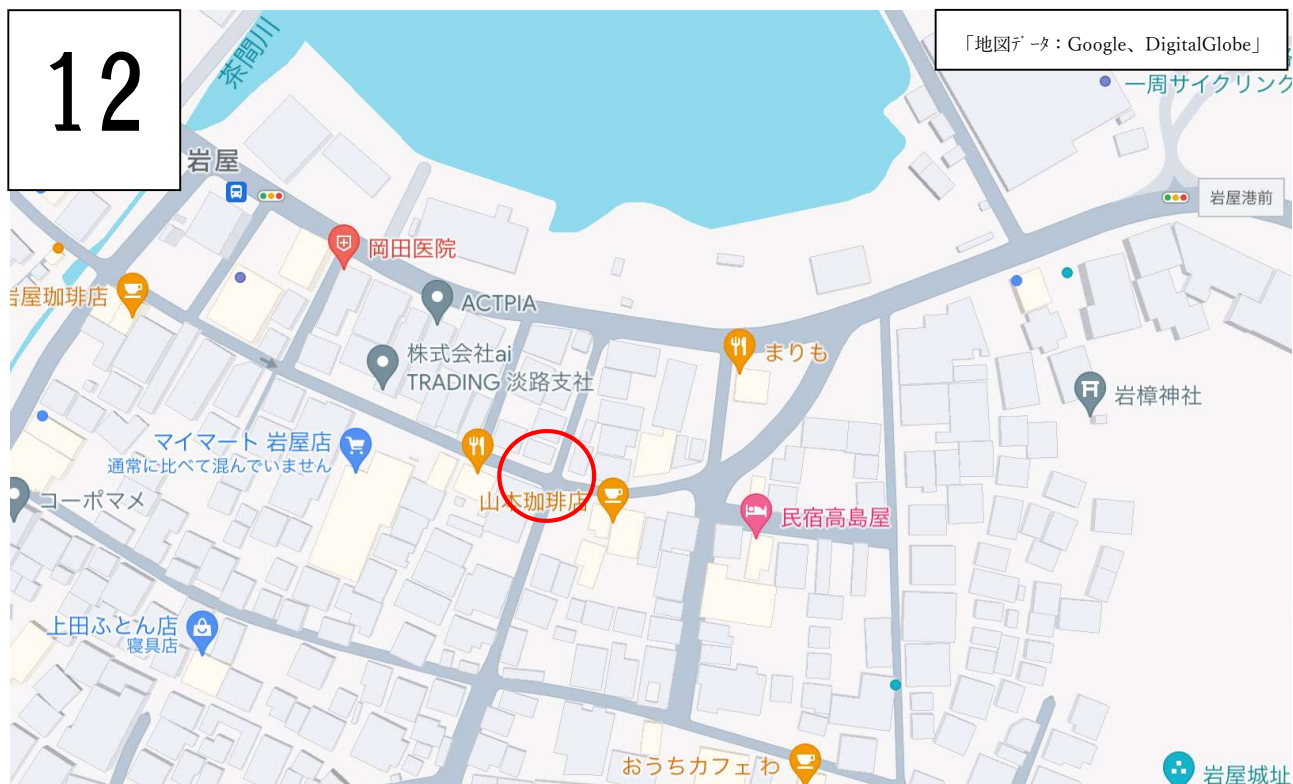 12
「地図データ：Google、DigitalGlobe」
一周サイクリング
茶間川
岩屋
岩屋港前
岡田医院
岩屋珈琲店
ACTPIA
株式会社ai
TRADING 淡路支社
まりも
岩樟神社
マイマート 岩屋店
通常に比べて混んでいません
コーポマメ
山本珈琲店
民宿高島屋
上田ふとん店
寝具店
おうちカフェ わ
岩屋城址